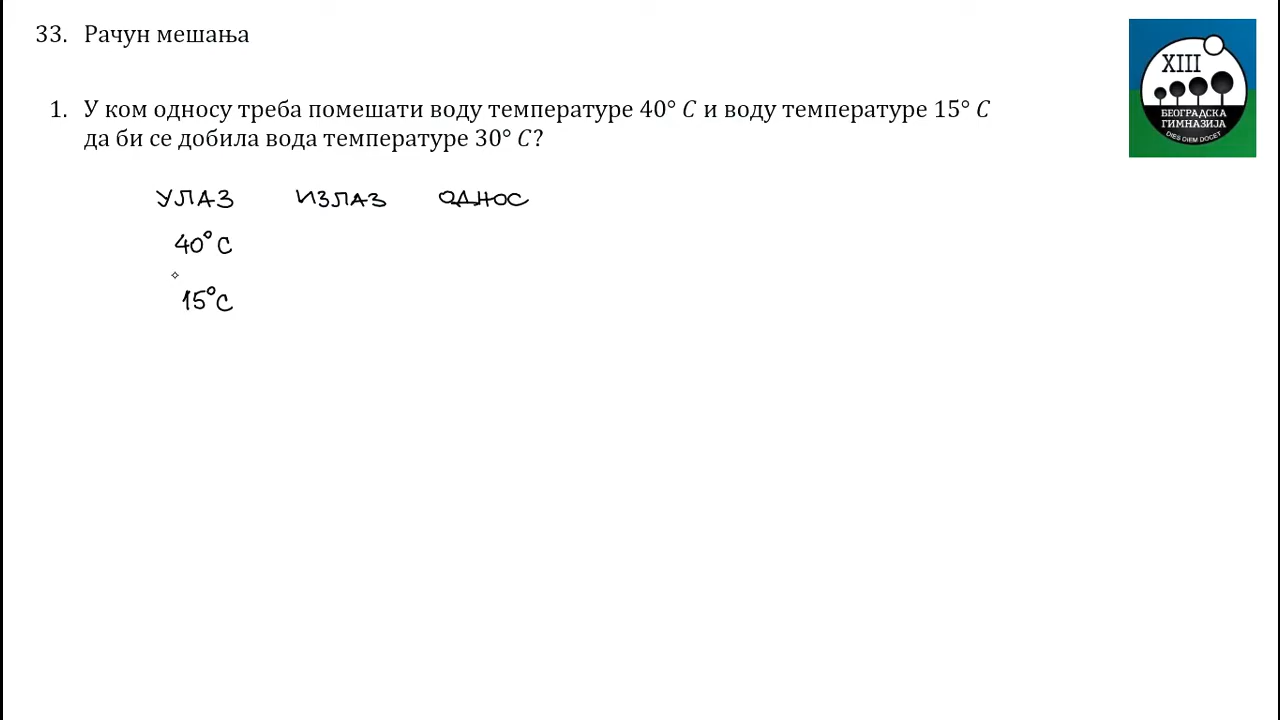 33. Рачун мешања
XIII
БЕОГРАДСКА
ГИМНАЗИЈА
DIES DIEM DOCET
1. У ком односу треба помешати воду температуре 40° C и воду температуре 15° C
да би се добила вода температуре 30° C?
УЛАЗ ИЗЛАЗ ОДНОС
40°C
15°C